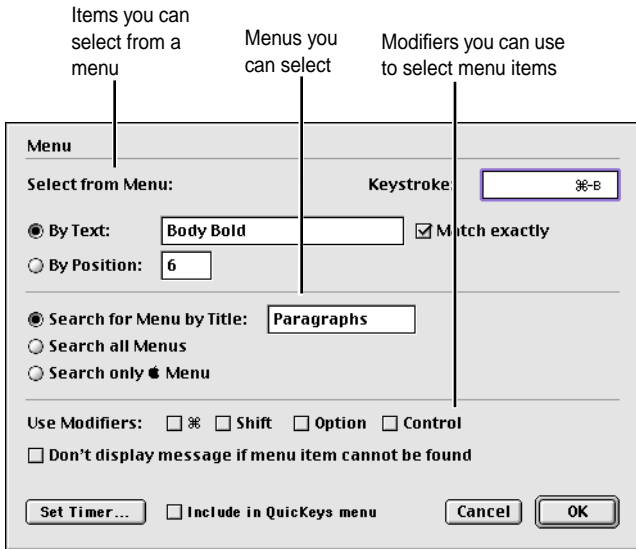 Items you can
select from a
menu
Menus you
can select
Modifiers you can use
to select menu items
Menu
Select from Menu: Keystroke: ⌘-B
By Text: Body Bold Match exactly
By Position: 6
Search for Menu by Title: Paragraphs
Search all Menus
Search only  Menu
Use Modifiers: ⌘ Shift Option Control
Don't display message if menu item cannot be found
Set Timer... Include in QuicKeys menu Cancel OK